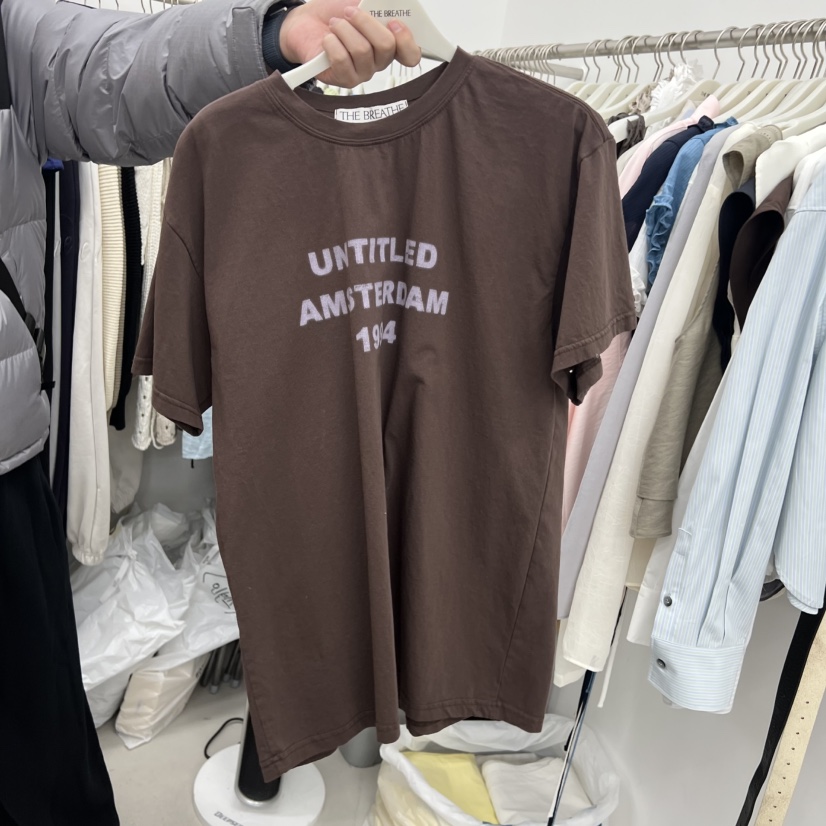 THE BREATHE
THE BREATHE
UNTITLED
AMSTERDAM
1994